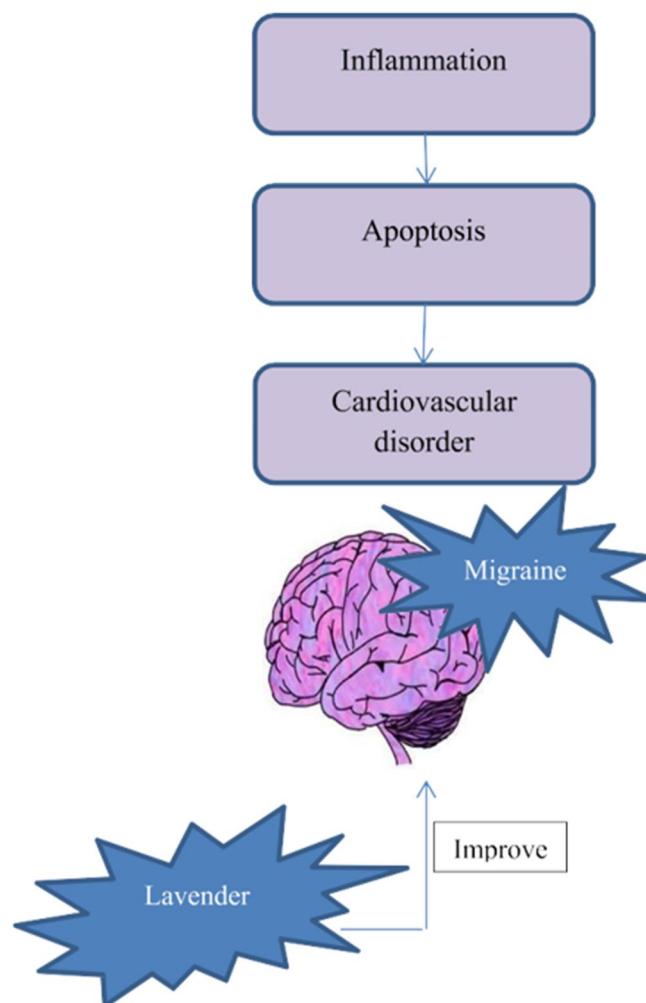 Inflammation
Apoptosis
Cardiovascular
disorder
Migraine
Improve
Lavender